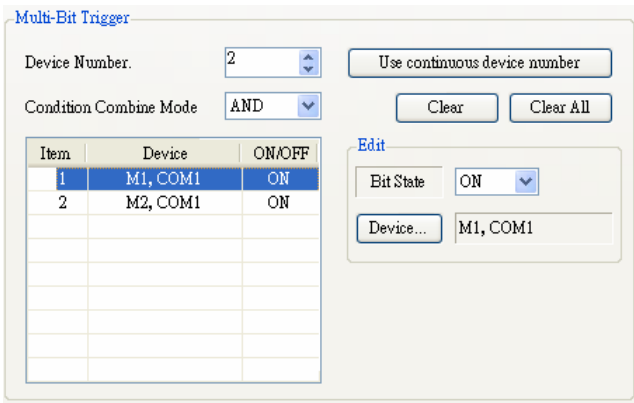 Multi-Bit Trigger
Device Number. 2 Use continuous device number
Condition Combine Mode AND Clear Clear All
Item Device ON/OFF
1 M1, COM1 ON
2 M2, COM1 ON
Edit
Bit State ON
Device... M1, COM1